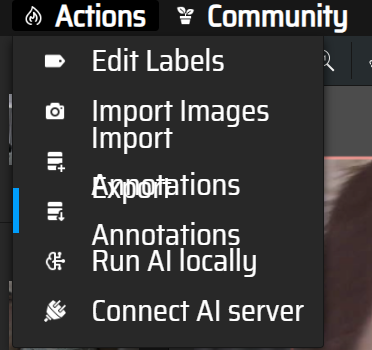 Actions Community
Edit Labels
Import Images
Import
Annotations
Export
Annotations
Run AI locally
Connect AI server